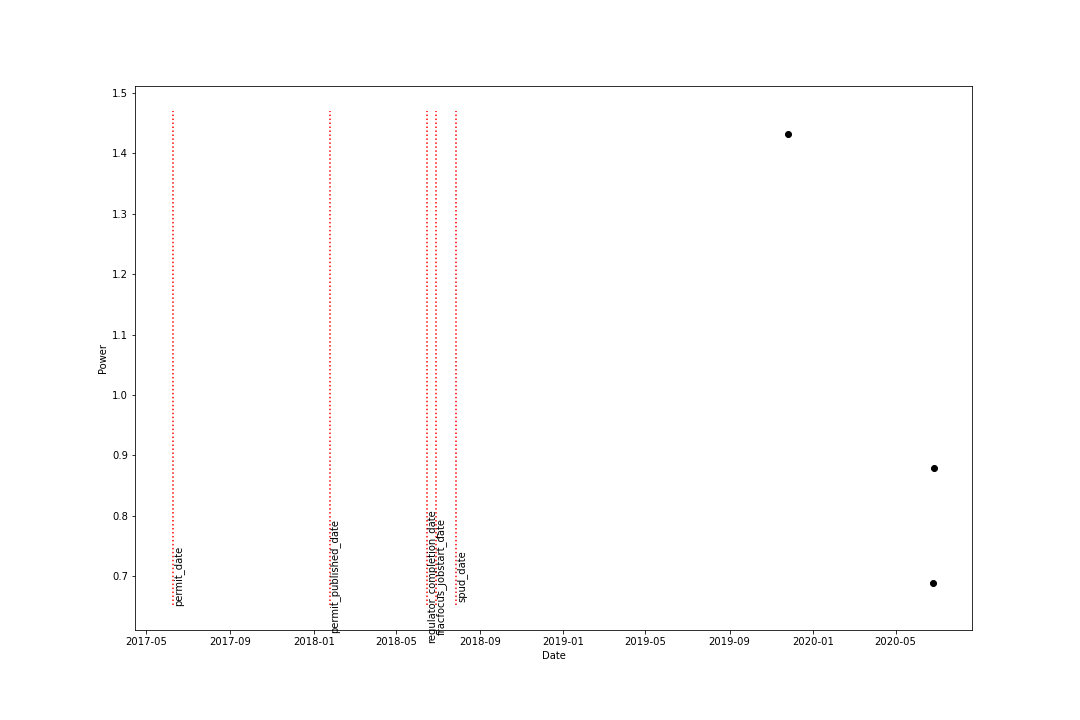 1.5
1.4
1.3
1.2
1.1
1.0
0.9
0.8
0.7
Power
permit_date
permit_published_date
regulator_completion_date
fracfocus_jobstart_date
spud_date
2017-05
2017-09
2018-01
2018-05
2018-09
2019-01
2019-05
2019-09
2020-01
2020-05
Date